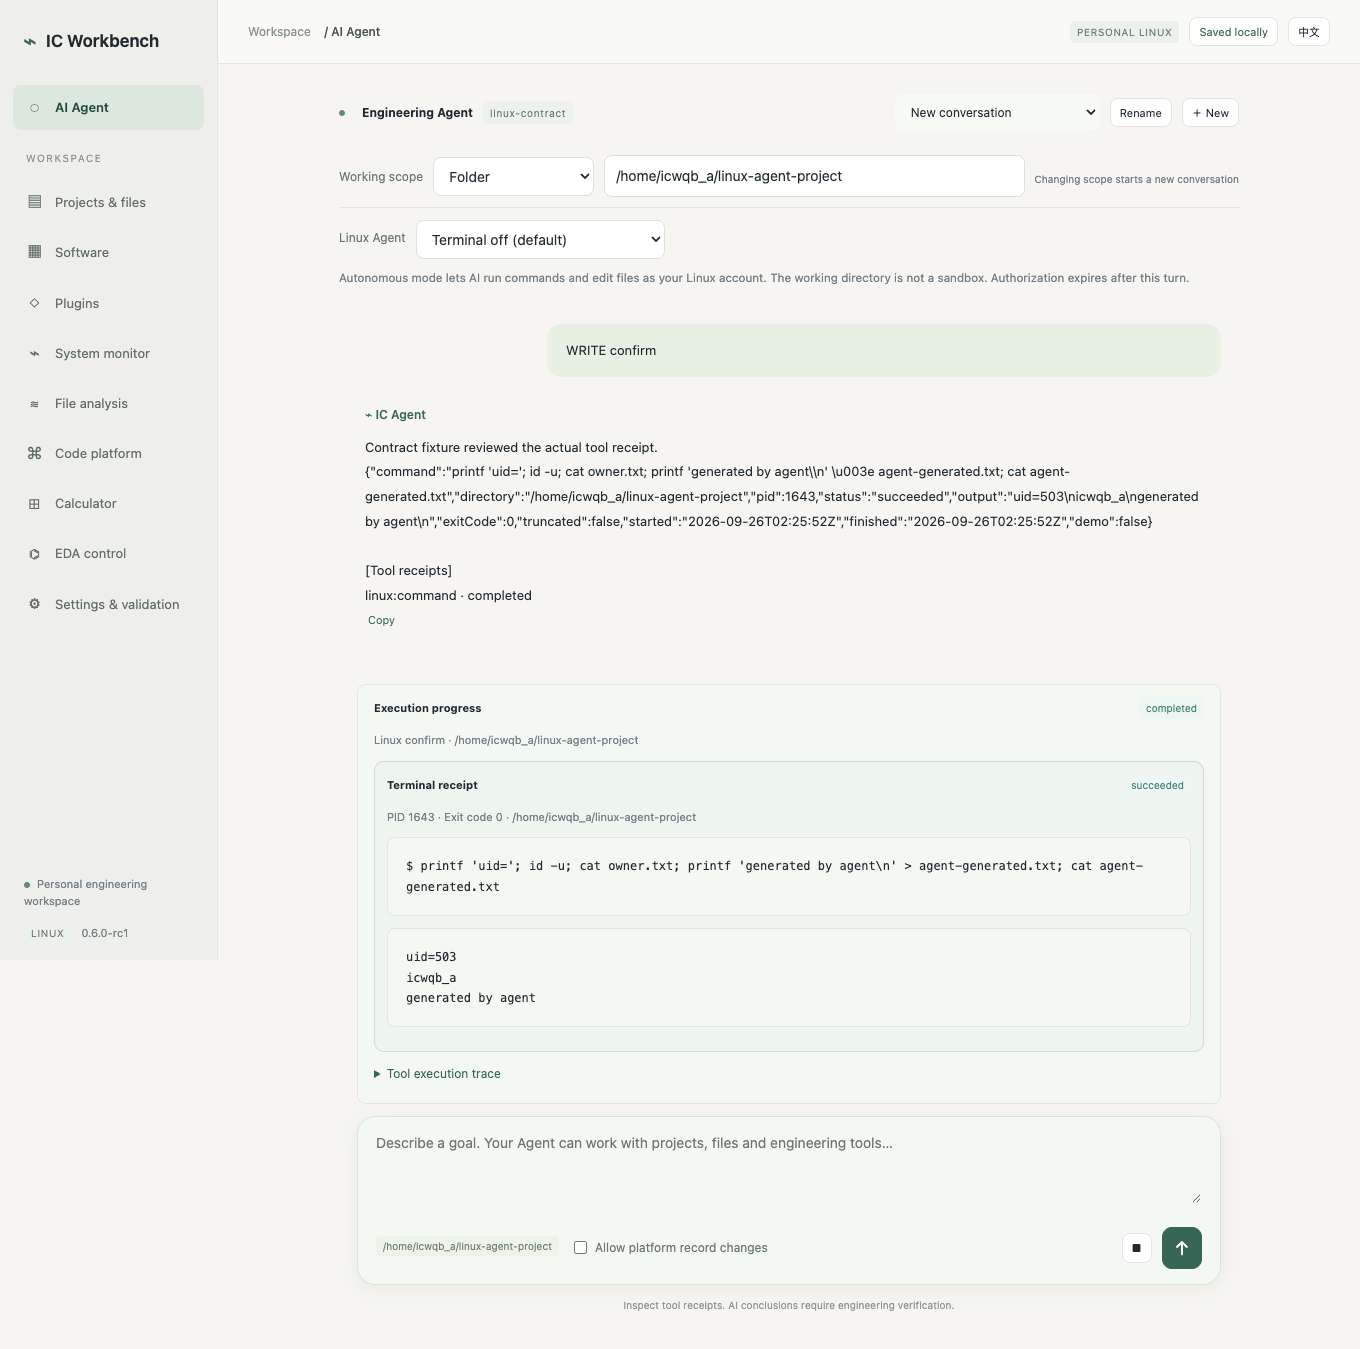 IC Workbench
AI Agent
WORKSPACE
Projects & files
Software
Plugins
System monitor
File analysis
Code platform
Calculator
EDA control
Settings & validation
Personal engineering
workspace
LINUX 0.6.0-rc1
Workspace / AI Agent
PERSONAL LINUX Saved locally 中文
Engineering Agent linux-contract New conversation Rename + New
Working scope Folder /home/icwqb_a/linux-agent-project Changing scope starts a new conversation
Linux Agent Terminal off (default)
Autonomous mode lets AI run commands and edit files as your Linux account. The working directory is not a sandbox. Authorization expires after this turn.
WRITE confirm
IC Agent
Contract fixture reviewed the actual tool receipt.
{"command":"printf 'uid='; id -u; cat owner.txt; printf 'generated by agent\\n' \u003e agent-generated.txt; cat agent-
generated.txt","directory":"/home/icwqb_a/linux-agent-project","pid":1643,"status":"succeeded","output":"uid=503\nicwqb_a\ngenerated
by agent\n","exitCode":0,"truncated":false,"started":"2026-09-26T02:25:52Z","finished":"2026-09-26T02:25:52Z","demo":false}
[Tool receipts]
linux:command · completed
Copy
Execution progress completed
Linux confirm · /home/icwqb_a/linux-agent-project
Terminal receipt succeeded
PID 1643 · Exit code 0 · /home/icwqb_a/linux-agent-project
$ printf 'uid='; id -u; cat owner.txt; printf 'generated by agent\n' > agent-generated.txt; cat agent-
generated.txt
uid=503
icwqb_a
generated by agent
Tool execution trace
Describe a goal. Your Agent can work with projects, files and engineering tools...
/home/icwqb_a/linux-agent-project Allow platform record changes
Inspect tool receipts. AI conclusions require engineering verification.